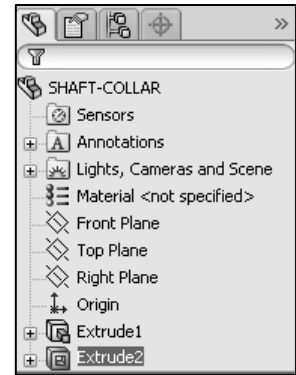 SHAFT-COLLAR
Sensors
Annotations
Lights, Cameras and Scene
Material <not specified>
Front Plane
Top Plane
Right Plane
Origin
Extrude1
Extrude2